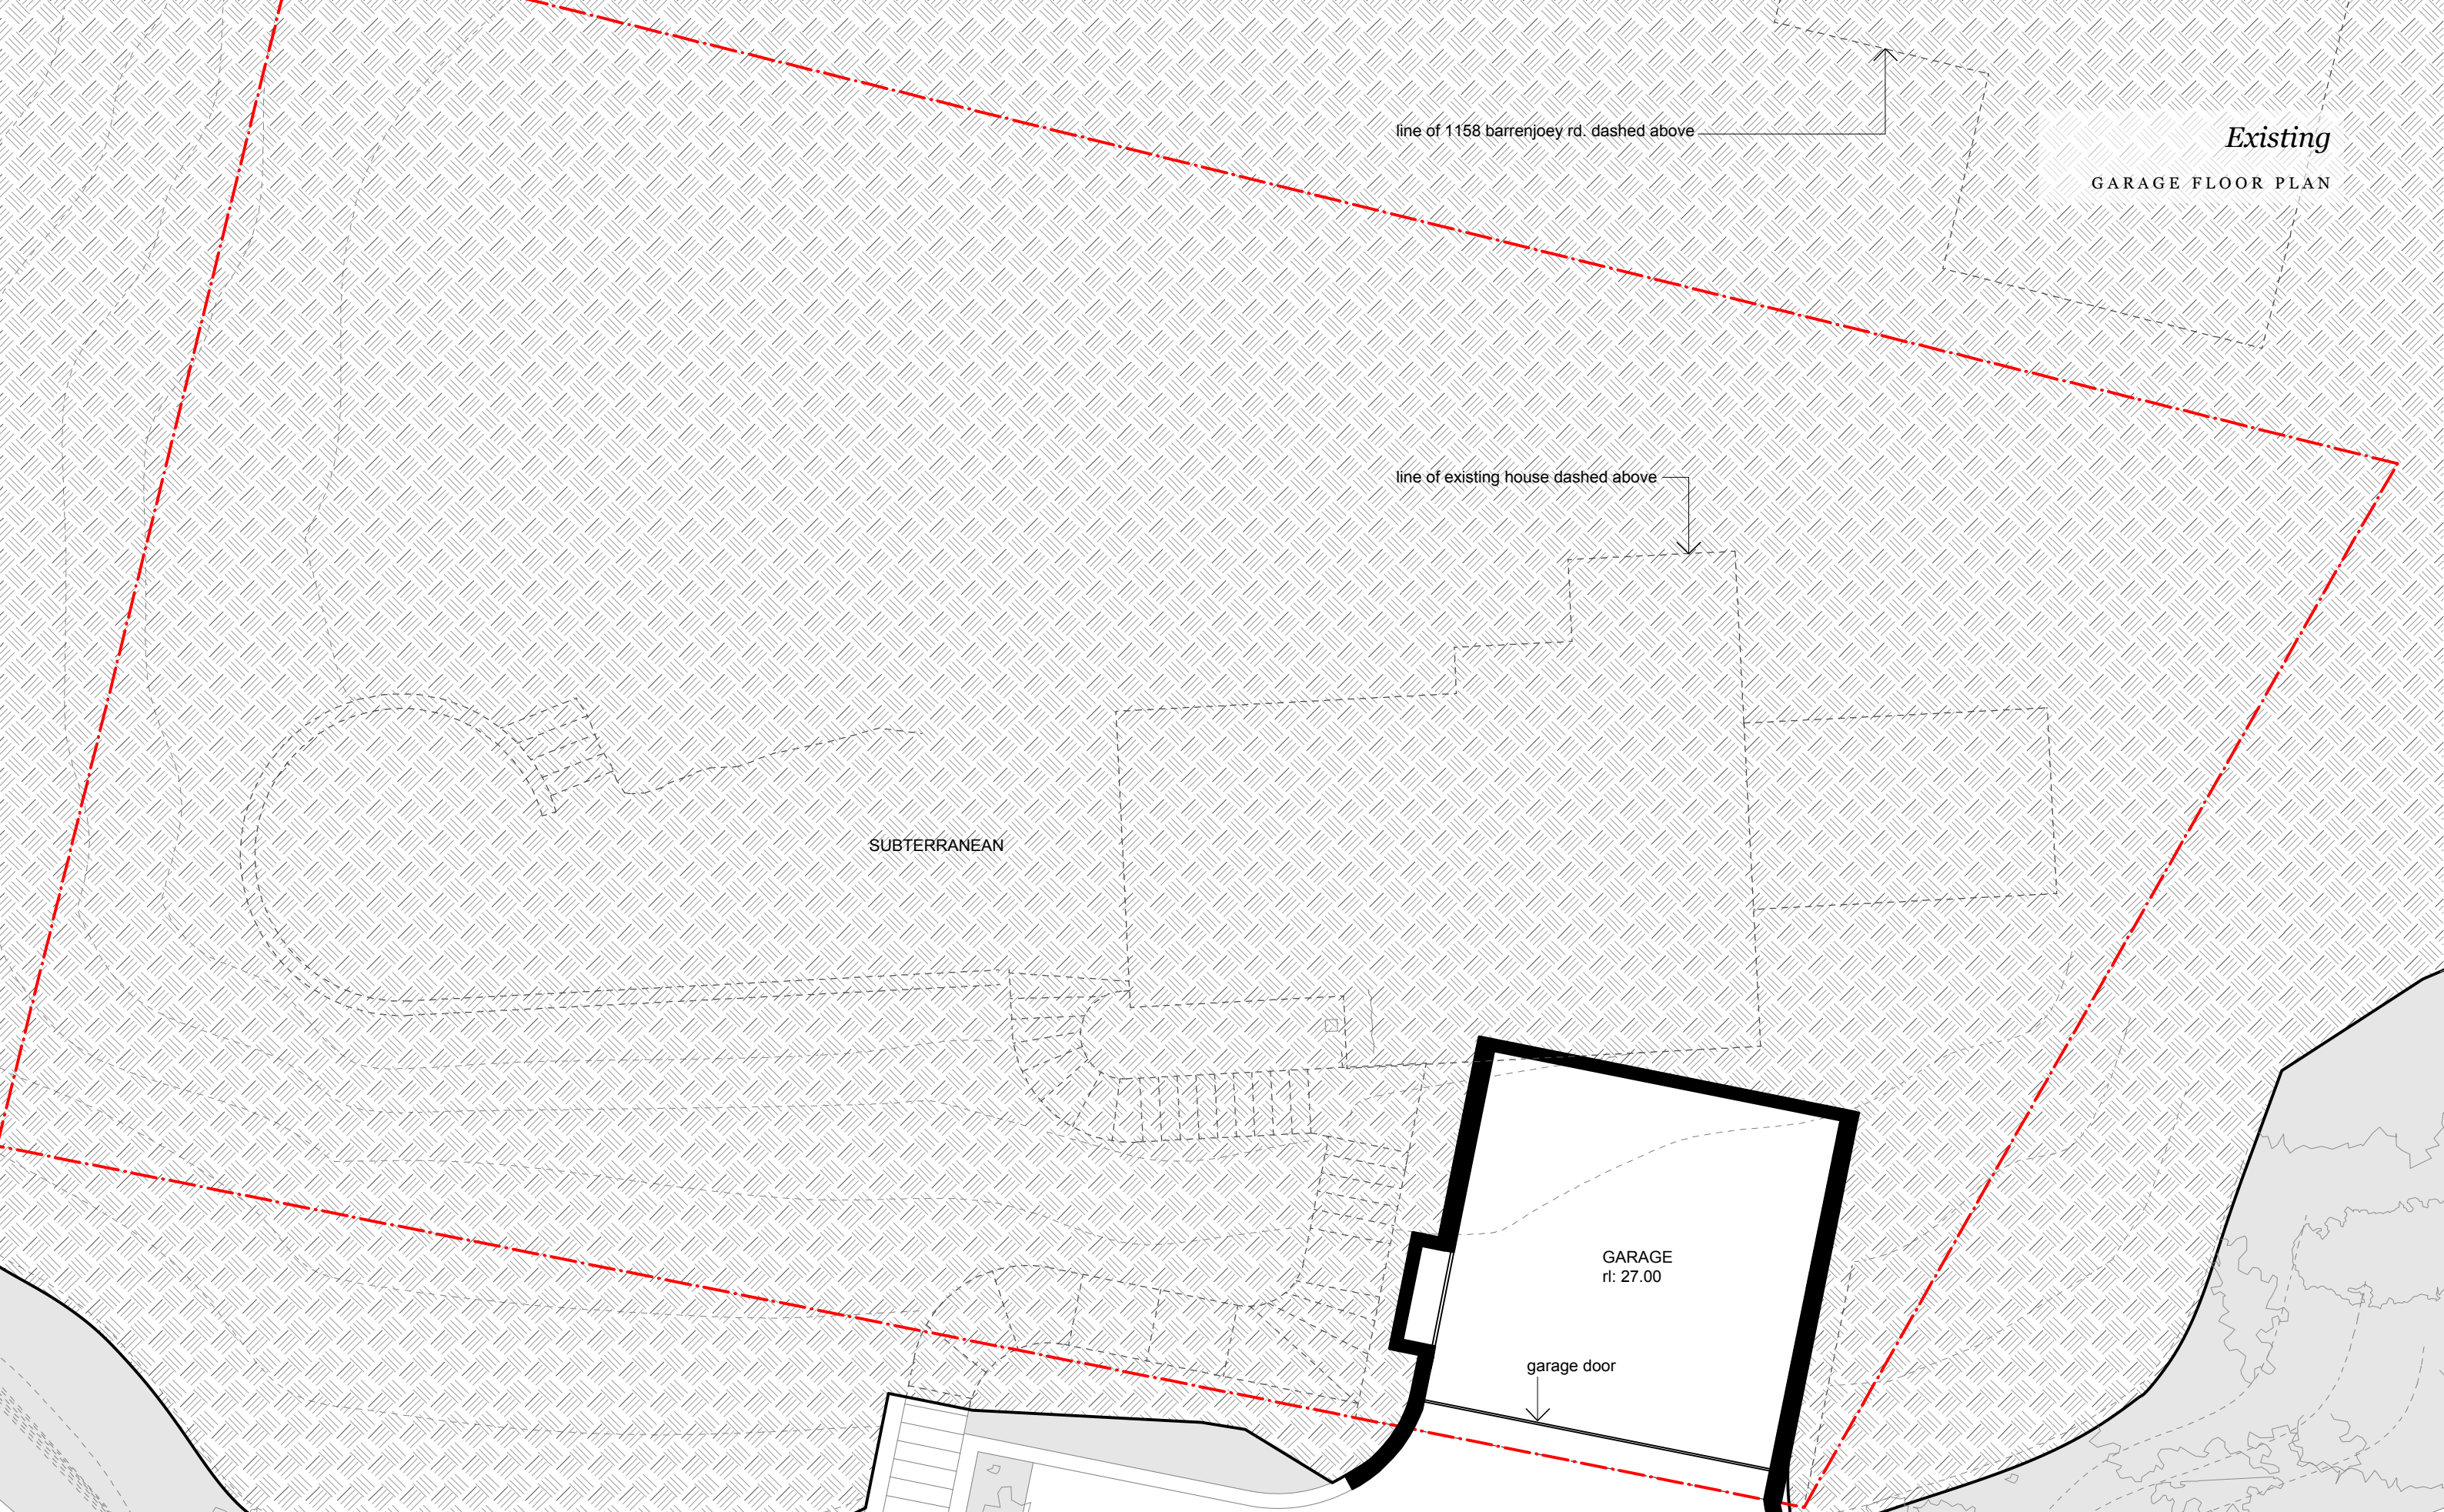 line of 1158 barrenjoey rd. dashed above
Existing
GARAGE FLOOR PLAN
line of existing house dashed above
SUBTERRANEAN
GARAGE
rl: 27.00
garage door